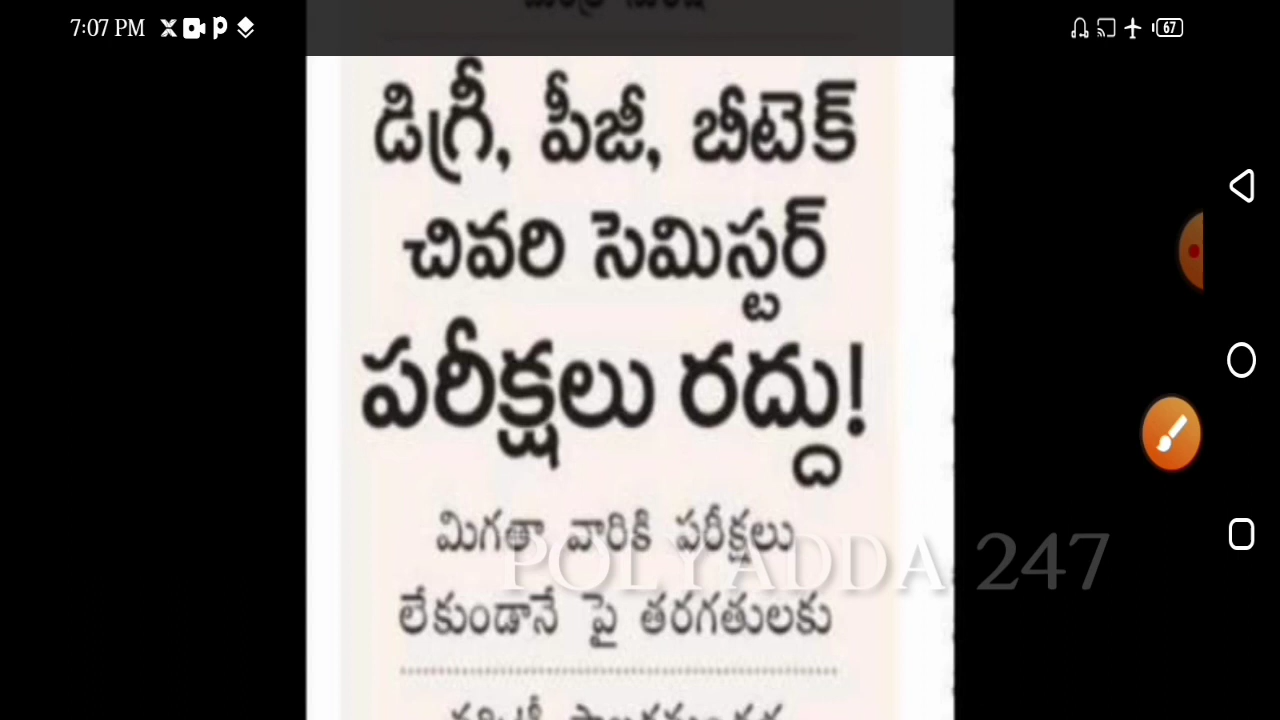 7:07 PM
67
డిగ్రీ, పీజీ, బీటెక్
చివరి సెమిస్టర్
పరీక్షలు రద్దు!
మిగతా వారికి పరీక్షలు
లేకుండానే పై తరగతులకు
POLYADDA 247